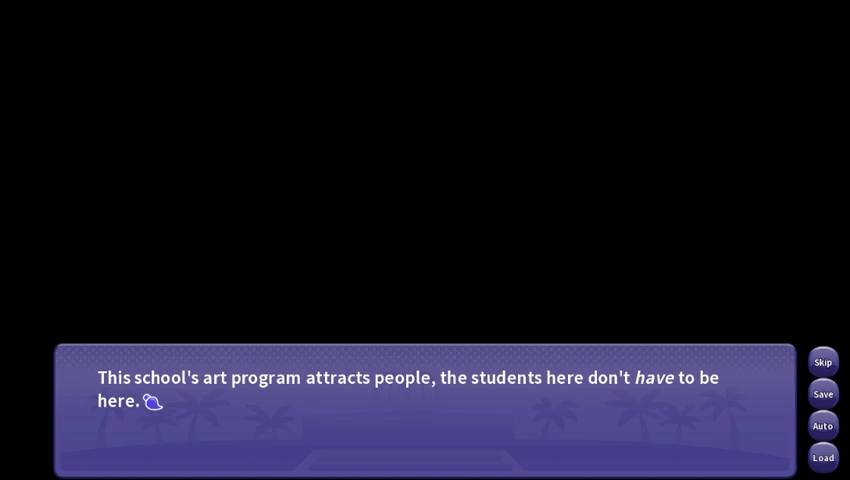 This school's art program attracts people, the students here don't have to be
here.
Skip
Save
Auto
Load